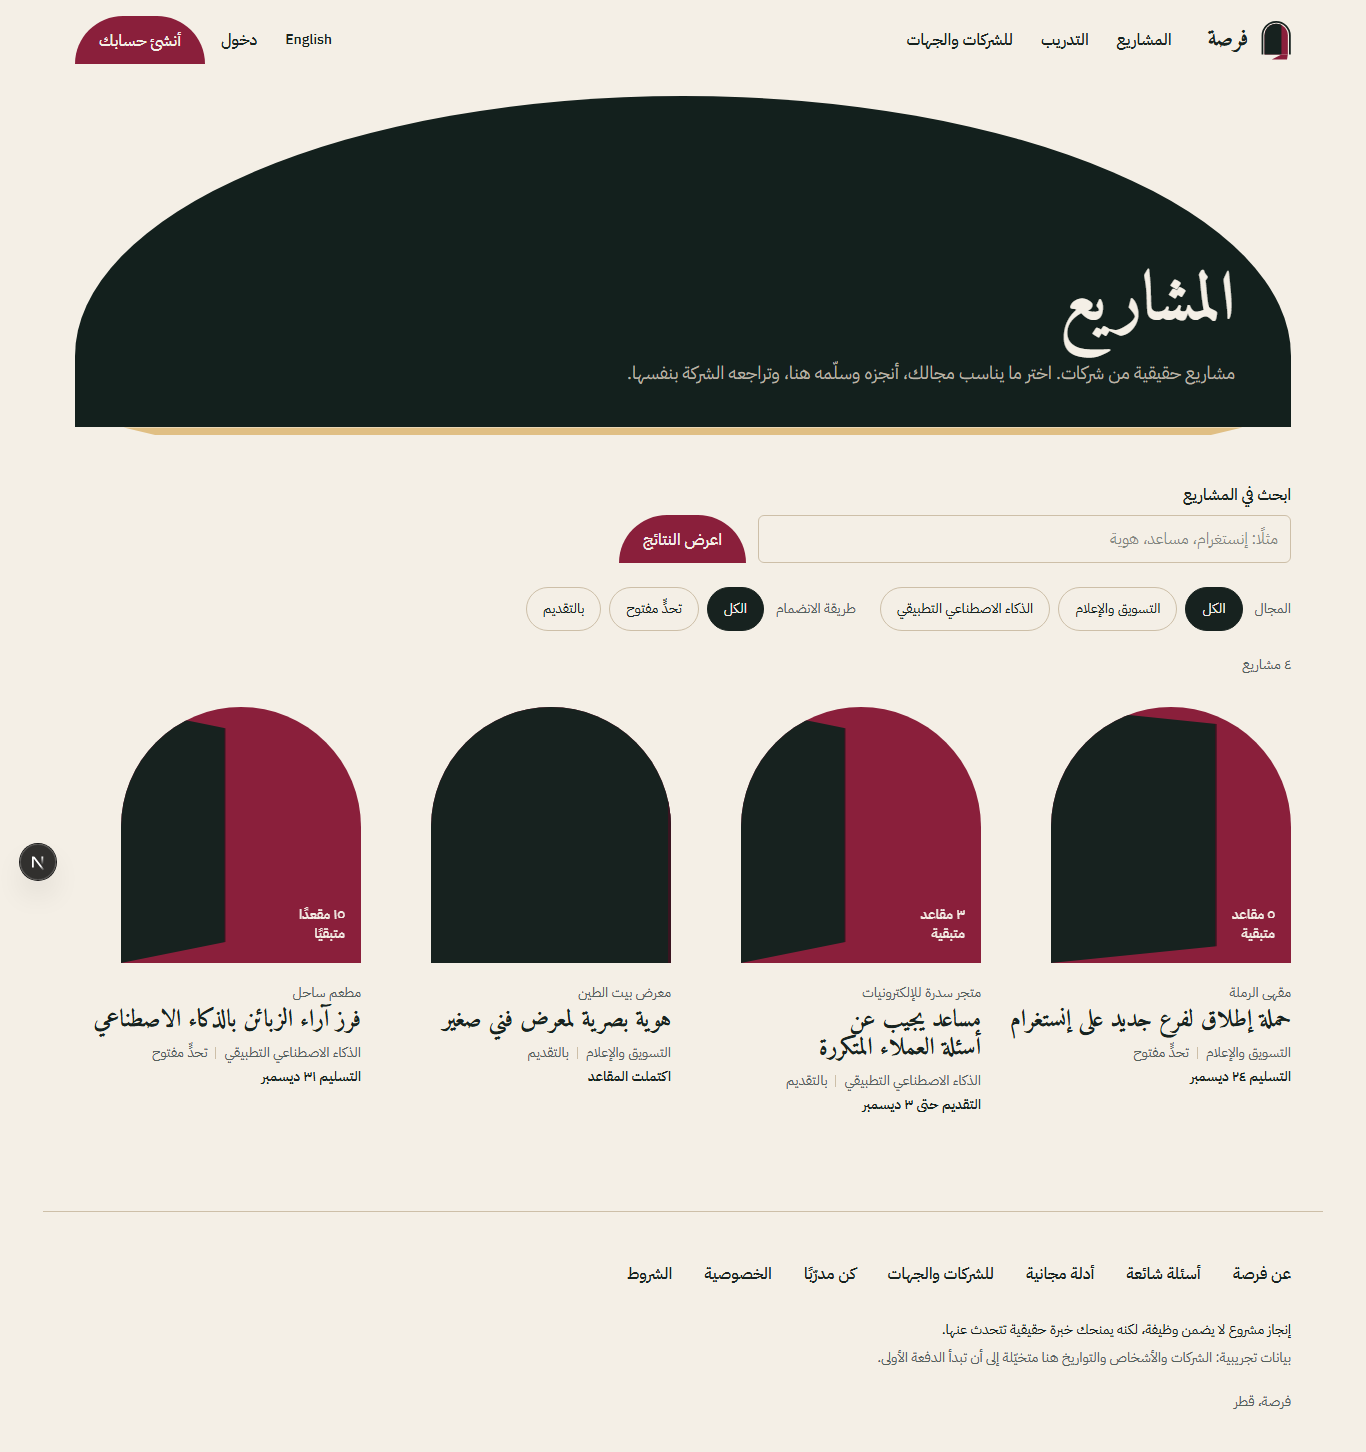 فرصة
المشاريع
التدريب
للشركات والجهات
English
دخول
أنشئ حسابك
المشاريع
مشاريع حقيقية من شركات. اختر ما يناسب مجالك، أنجزه وسلّمه هنا، وتراجعه الشركة بنفسها.
ابحث في المشاريع
مثلًا: إنستغرام، مساعد، هوية
اعرض النتائج
المجال
الكل
التسويق والإعلام
الذكاء الاصطناعي التطبيقي
طريقة الانضمام
الكل
تحدٍّ مفتوح
بالتقديم
٤ مشاريع
٥ مقاعد
متبقية
مقهى الرملة
حملة إطلاق لفرع جديد على إنستغرام
التسويق والإعلام | تحدٍّ مفتوح
التسليم ٢٤ ديسمبر
٣ مقاعد
متبقية
متجر سدرة للإلكترونيات
مساعد يجيب عن
أسئلة العملاء المتكررة
الذكاء الاصطناعي التطبيقي | بالتقديم
التقديم حتى ٣ ديسمبر
معرض بيت الطين
هوية بصرية لمعرض فني صغير
التسويق والإعلام | بالتقديم
اكتملت المقاعد
١٥ مقعدًا
متبقيًا
مطعم ساحل
فرز آراء الزبائن بالذكاء الاصطناعي
الذكاء الاصطناعي التطبيقي | تحدٍّ مفتوح
التسليم ٣١ ديسمبر
N
عن فرصة
أسئلة شائعة
أدلة مجانية
للشركات والجهات
كن مدرّبًا
الخصوصية
الشروط
إنجاز مشروع لا يضمن وظيفة، لكنه يمنحك خبرة حقيقية تتحدث عنها.
بيانات تجريبية: الشركات والأشخاص والتواريخ هنا متخيّلة إلى أن تبدأ الدفعة الأولى.
فرصة، قطر